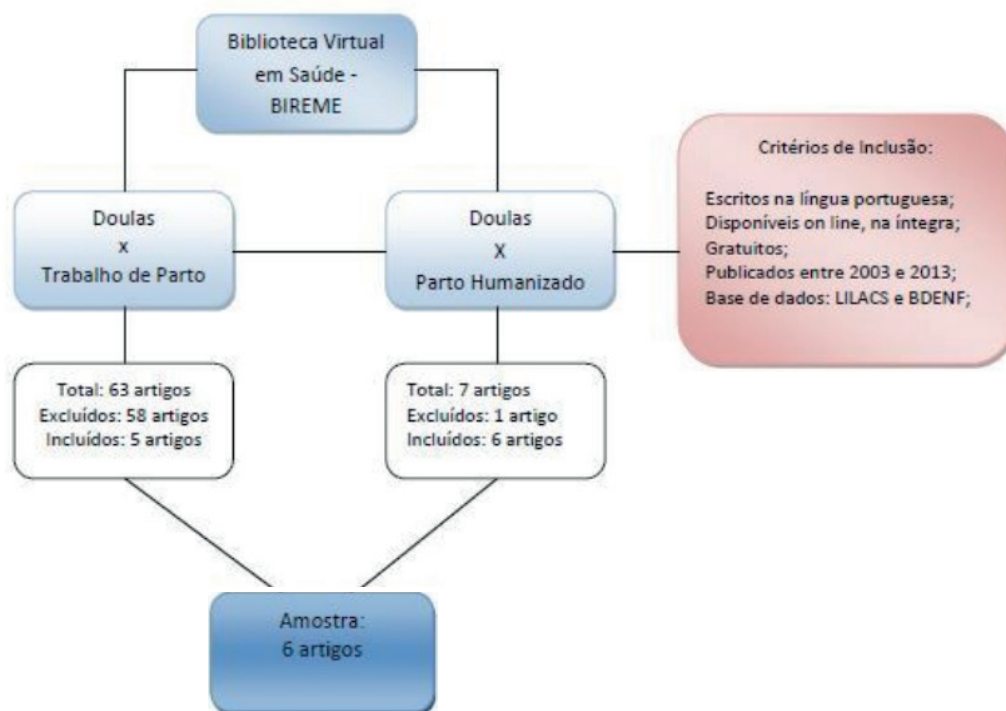 Biblioteca Virtual
em Saúde -
BIREME
Doulas
x
Trabalho de Parto
Doulas
X
Parto Humanizado
Critérios de Inclusão:
Escritos na língua portuguesa;
Disponíveis on line, na íntegra;
Gratuitos;
Publicados entre 2003 e 2013;
Base de dados: LILACS e BDENF;
Total: 63 artigos
Excluídos: 58 artigos
Incluídos: 5 artigos
Total: 7 artigos
Excluídos: 1 artigo
Incluídos: 6 artigos
Amostra:
6 artigos